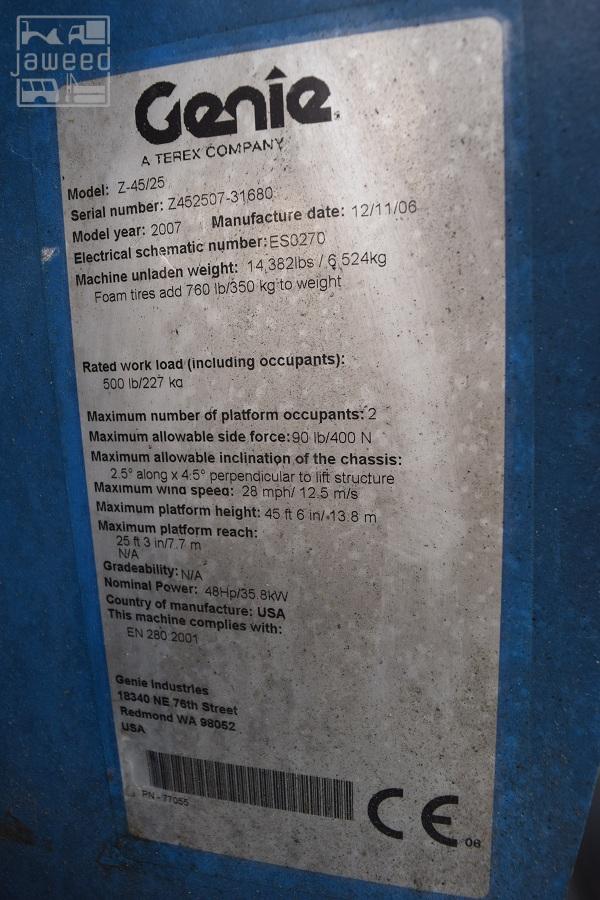 jaweed
Genie
A TEREX COMPANY
Model: Z-45/25
Serial number: Z452507-31680
Model year: 2007 Manufacture date: 12/11/06
Electrical schematic number: ES0270
Machine unladen weight: 14,382lbs / 6,524kg
Foam tires add 760 lb/350 kg to weight
Rated work load (including occupants):
500 lb/227 kg
Maximum number of platform occupants: 2
Maximum allowable side force: 90 lb/400 N
Maximum allowable inclination of the chassis:
2.5° along x 4.5° perpendicular to lift structure
Maximum wind speed: 28 mph/ 12.5 m/s
Maximum platform height: 45 ft 6 in/ 13.8 m
Maximum platform reach:
25 ft 3 in/7.7 m
N/A
Gradeability: N/A
Nominal Power: 48Hp/35.8kW
Country of manufacture: USA
This machine complies with:
EN 280 2001
Genie Industries
18340 NE 76th Street
Redmond WA 98052
USA
PN - 77055
CE 06